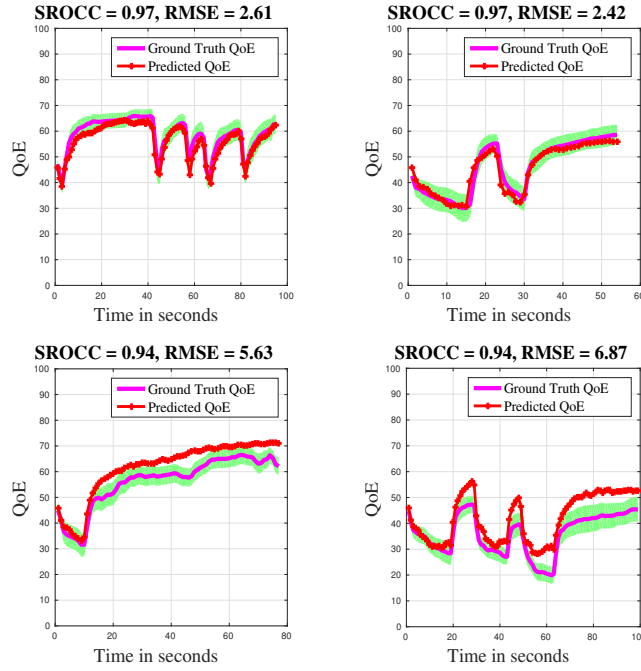 SROCC = 0.97, RMSE = 2.61
100
90
80
70
60
50
40
30
20
10
0
QoE
Ground Truth QoE
Predicted QoE
0 20 40 60 80 100
Time in seconds
SROCC = 0.97, RMSE = 2.42
100
90
80
70
60
50
40
30
20
10
0
QoE
Ground Truth QoE
Predicted QoE
0 10 20 30 40 50 60
Time in seconds
SROCC = 0.94, RMSE = 5.63
100
90
80
70
60
50
40
30
20
10
0
QoE
Ground Truth QoE
Predicted QoE
0 20 40 60 80
Time in seconds
SROCC = 0.94, RMSE = 6.87
100
90
80
70
60
50
40
30
20
10
0
QoE
Ground Truth QoE
Predicted QoE
0 20 40 60 80 100
Time in seconds